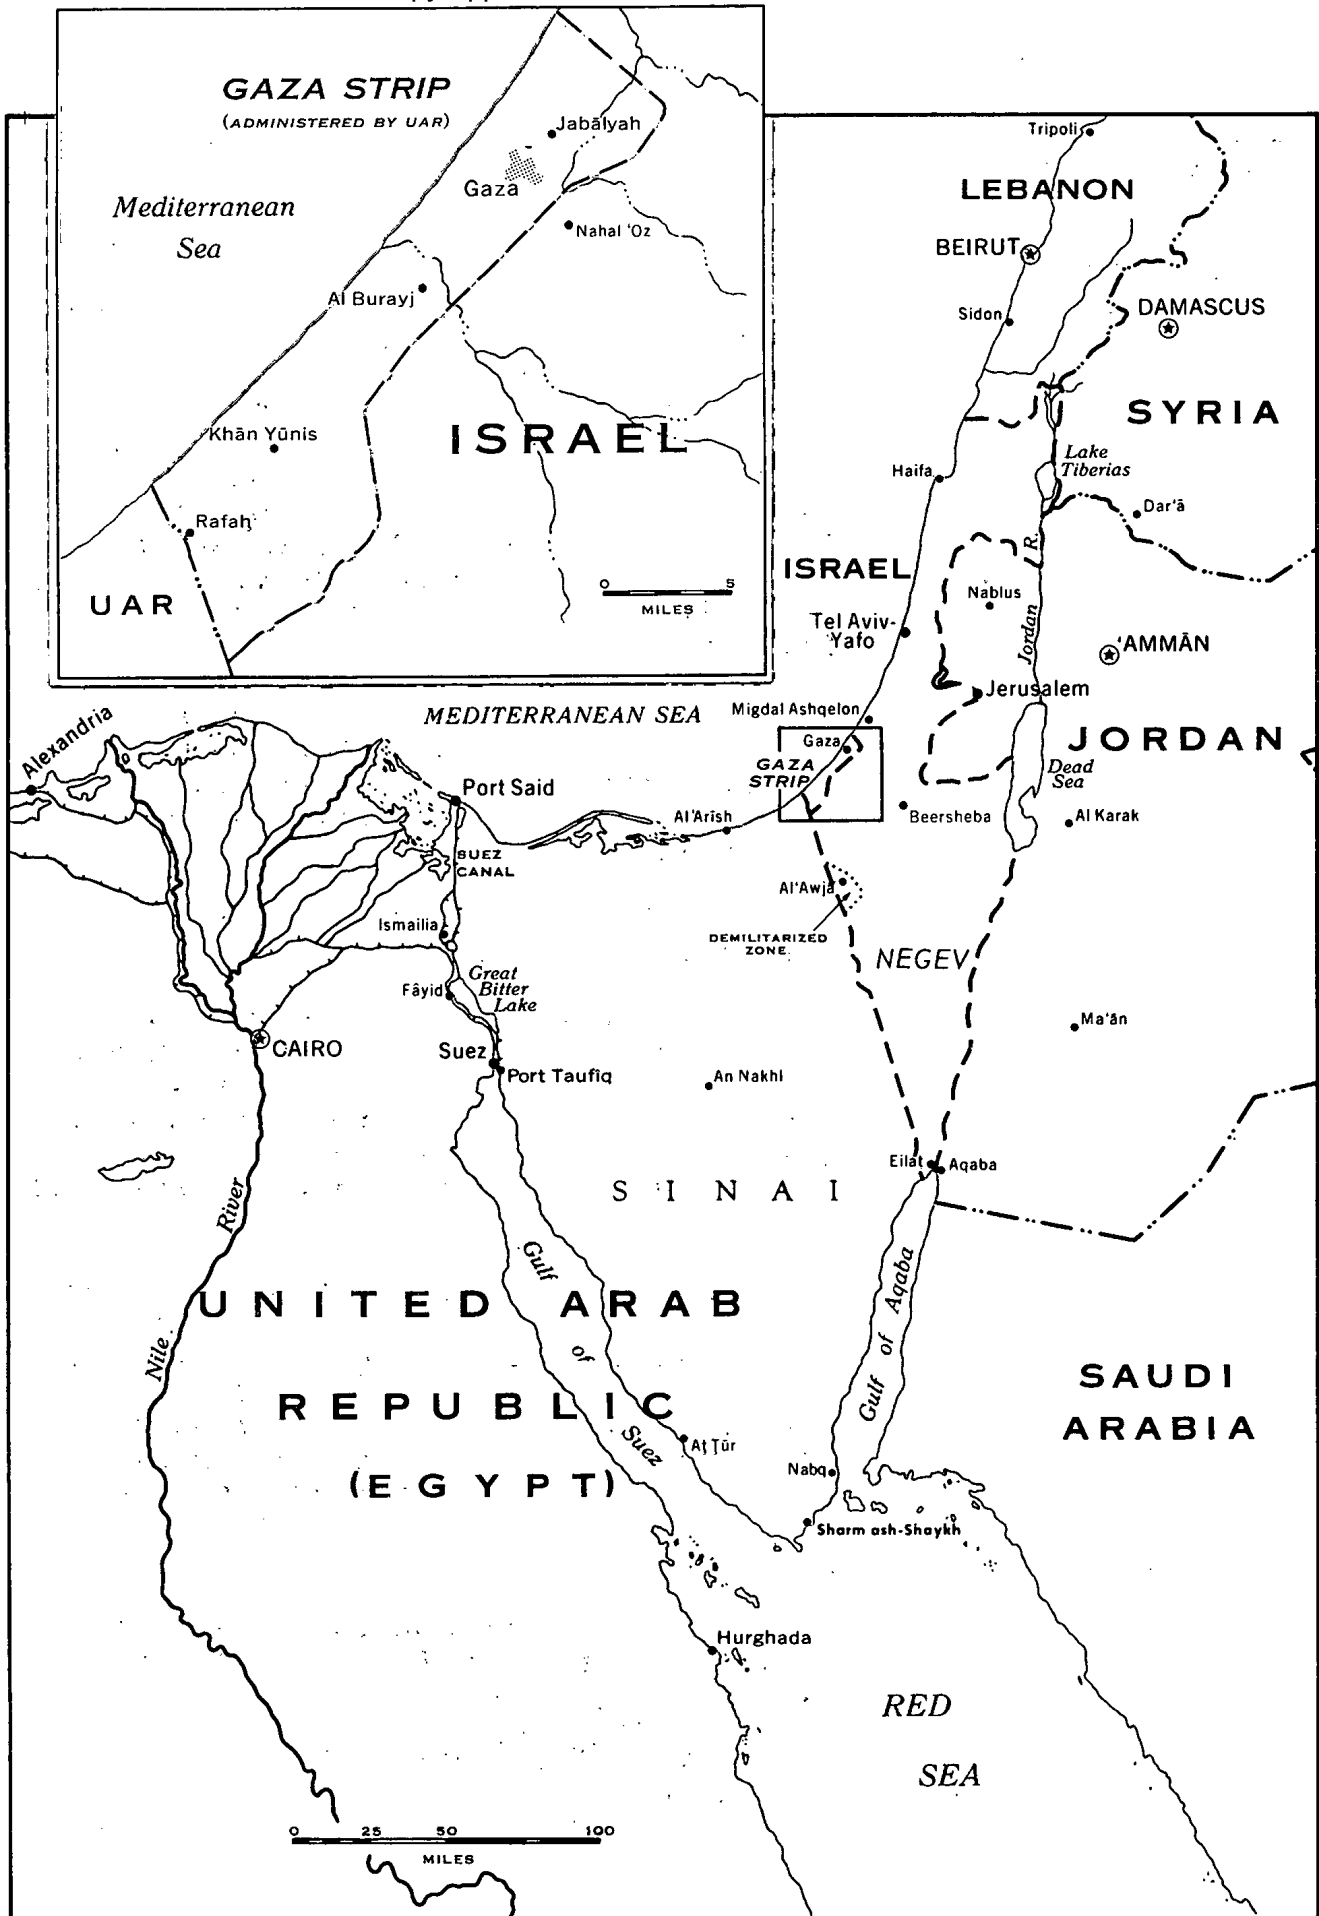 GAZA STRIP
(ADMINISTERED BY UAR)
Jabālyah
Gaza
Mediterranean
Sea
Nahal 'Oz
Al Burayj
Khān Yūnis
ISRAEL
Rafaḥ
UAR
0 5
MILES
Tripoli
LEBANON
BEIRUT
Sidon
DAMASCUS
SYRIA
Lake
Tiberias
Haifa
Dar'ā
ISRAEL
Nablus
Jordan R.
Tel Aviv-
Yafo
'AMMĀN
Jerusalem
MEDITERRANEAN SEA
Migdal Ashqelon
Alexandria
Gaza
GAZA
STRIP
JORDAN
Dead
Sea
Port Said
Al 'Arīsh
Beersheba
Al Karak
SUEZ
CANAL
Al 'Awja
Ismailia
DEMILITARIZED
ZONE
NEGEV
Great
Bitter
Lake
Fâyid
Ma'ān
CAIRO
Suez
Port Taufîq
An Nakhl
Eilat
Aqaba
SINAI
Nile River
Gulf of Suez
Gulf of Aqaba
UNITED ARAB
REPUBLIC
(EGYPT)
SAUDI
ARABIA
Aṭ Ṭūr
Nabq
Sharm ash-Shaykh
Hurghada
RED
SEA
0 25 50 100
MILES